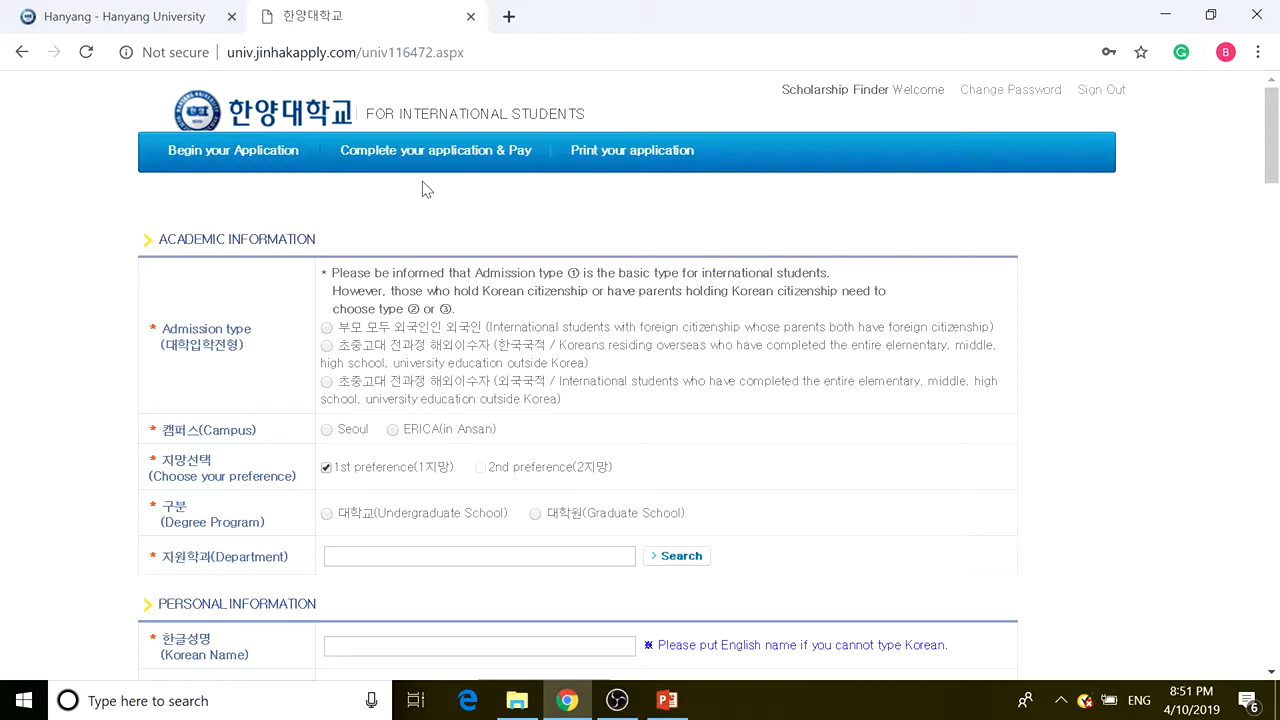 Hanyang - Hanyang University
한양대학교
Not secure
univ.jinhakapply.com/univ116472.aspx
B
Scholarship Finder Welcome Change Password Sign Out
한양대학교 FOR INTERNATIONAL STUDENTS
Begin your Application Complete your application & Pay Print your application
ACADEMIC INFORMATION
* Admission type
(대학입학전형)
* Please be informed that Admission type ① is the basic type for international students.
However, those who hold Korean citizenship or have parents holding Korean citizenship need to
choose type ② or ③.
부모 모두 외국인인 외국인 (International students with foreign citizenship whose parents both have foreign citizenship)
초중고대 전과정 해외이수자 (한국국적 / Koreans residing overseas who have completed the entire elementary, middle,
high school, university education outside Korea)
초중고대 전과정 해외이수자 (외국국적 / International students who have completed the entire elementary, middle, high
school, university education outside Korea)
* 캠퍼스(Campus) Seoul ERICA(in Ansan)
* 지망선택
(Choose your preference)
1st preference(1지망) 2nd preference(2지망)
* 구분
(Degree Program)
대학교(Undergraduate School) 대학원(Graduate School)
* 지원학과(Department) > Search
PERSONAL INFORMATION
* 한글성명
(Korean Name)
※ Please put English name if you cannot type Korean.
Type here to search
ENG
8:51 PM
4/10/2019
6